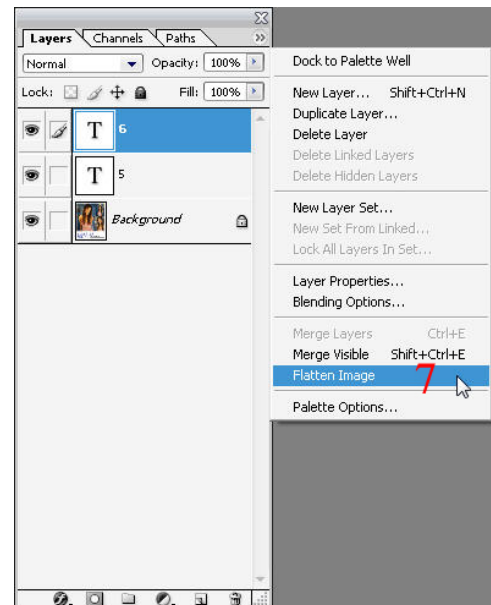 Layers Channels Paths
Normal Opacity: 100%
Lock: Fill: 100%
T 6
T 5
Background
Dock to Palette Well
New Layer... Shift+Ctrl+N
Duplicate Layer...
Delete Layer
Delete Linked Layers
Delete Hidden Layers
New Layer Set...
New Set From Linked...
Lock All Layers In Set...
Layer Properties...
Blending Options...
Merge Layers Ctrl+E
Merge Visible Shift+Ctrl+E
Flatten Image 7
Palette Options...